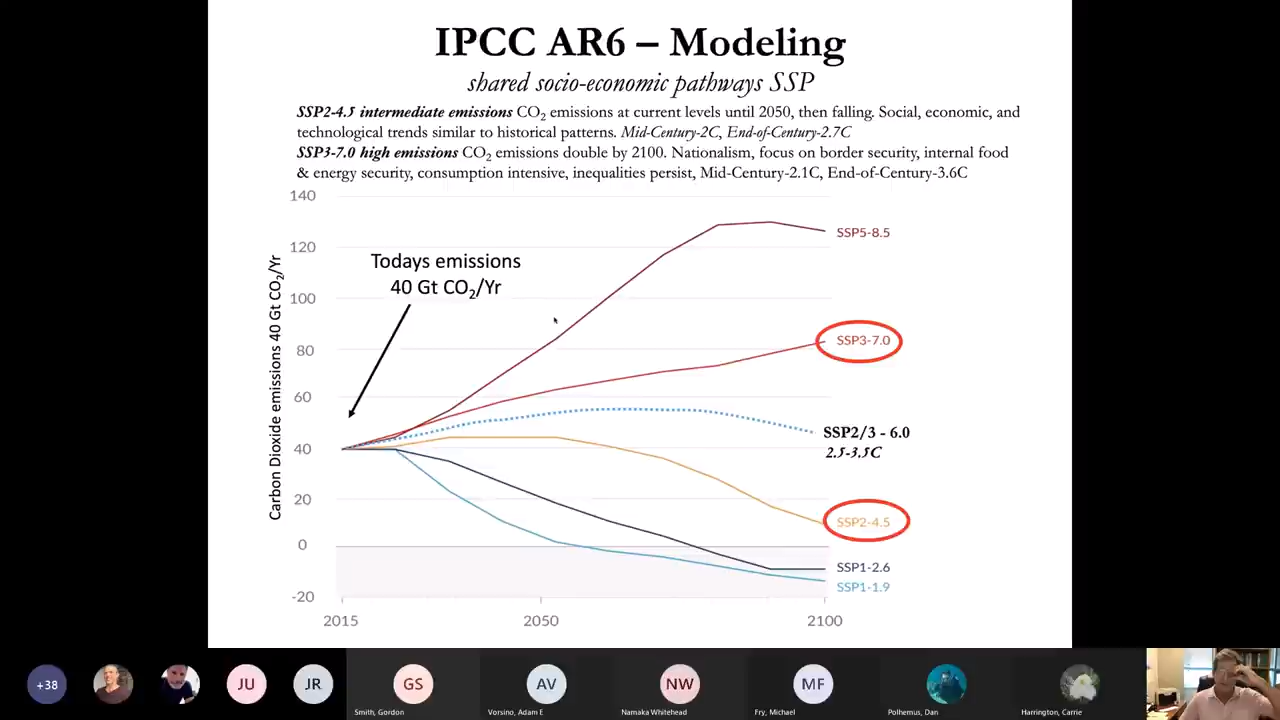 IPCC AR6 – Modeling
shared socio-economic pathways SSP
SSP2-4.5 intermediate emissions CO₂ emissions at current levels until 2050, then falling. Social, economic, and
technological trends similar to historical patterns. Mid-Century-2C, End-of-Century-2.7C
SSP3-7.0 high emissions CO₂ emissions double by 2100. Nationalism, focus on border security, internal food
& energy security, consumption intensive, inequalities persist, Mid-Century-2.1C, End-of-Century-3.6C
Carbon Dioxide emissions 40 Gt CO₂/Yr
140
120
100
80
60
40
20
0
-20
Todays emissions
40 Gt CO₂/Yr
SSP5-8.5
SSP3-7.0
SSP2/3 - 6.0
2.5-3.5C
SSP2-4.5
SSP1-2.6
SSP1-1.9
2015
2050
2100
+38
JU
JR
GS
AV
NW
MF
Smith, Gordon
Vorsino, Adam E
Namaka Whitehead
Fry, Michael
Polhemus, Dan
Harrington, Carrie